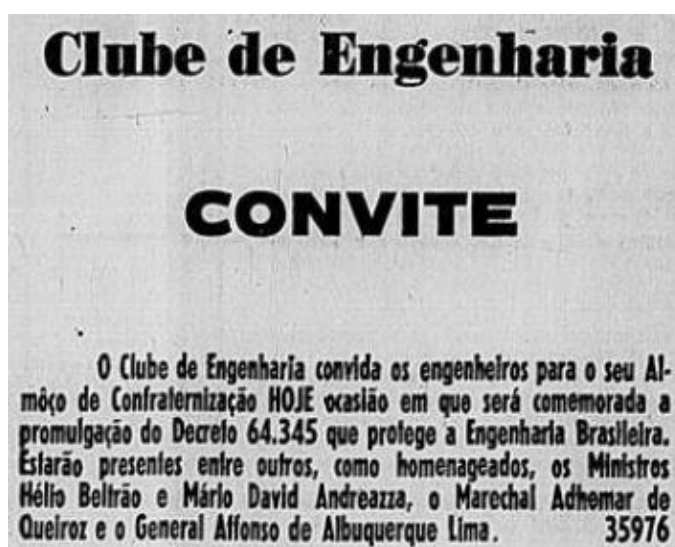 Clube de Engenharia
CONVITE
O Clube de Engenharia convida os engenheiros para o seu Al-
môço de Confraternização HOJE ocasião em que será comemorada a
promulgação do Decreto 64.345 que protege a Engenharia Brasileira.
Estarão presentes entre outros, como homenageados, os Ministros
Hélio Beltrão e Mário David Andreazza, o Marechal Adhemar de
Queiroz e o General Affonso de Albuquerque Lima. 35976